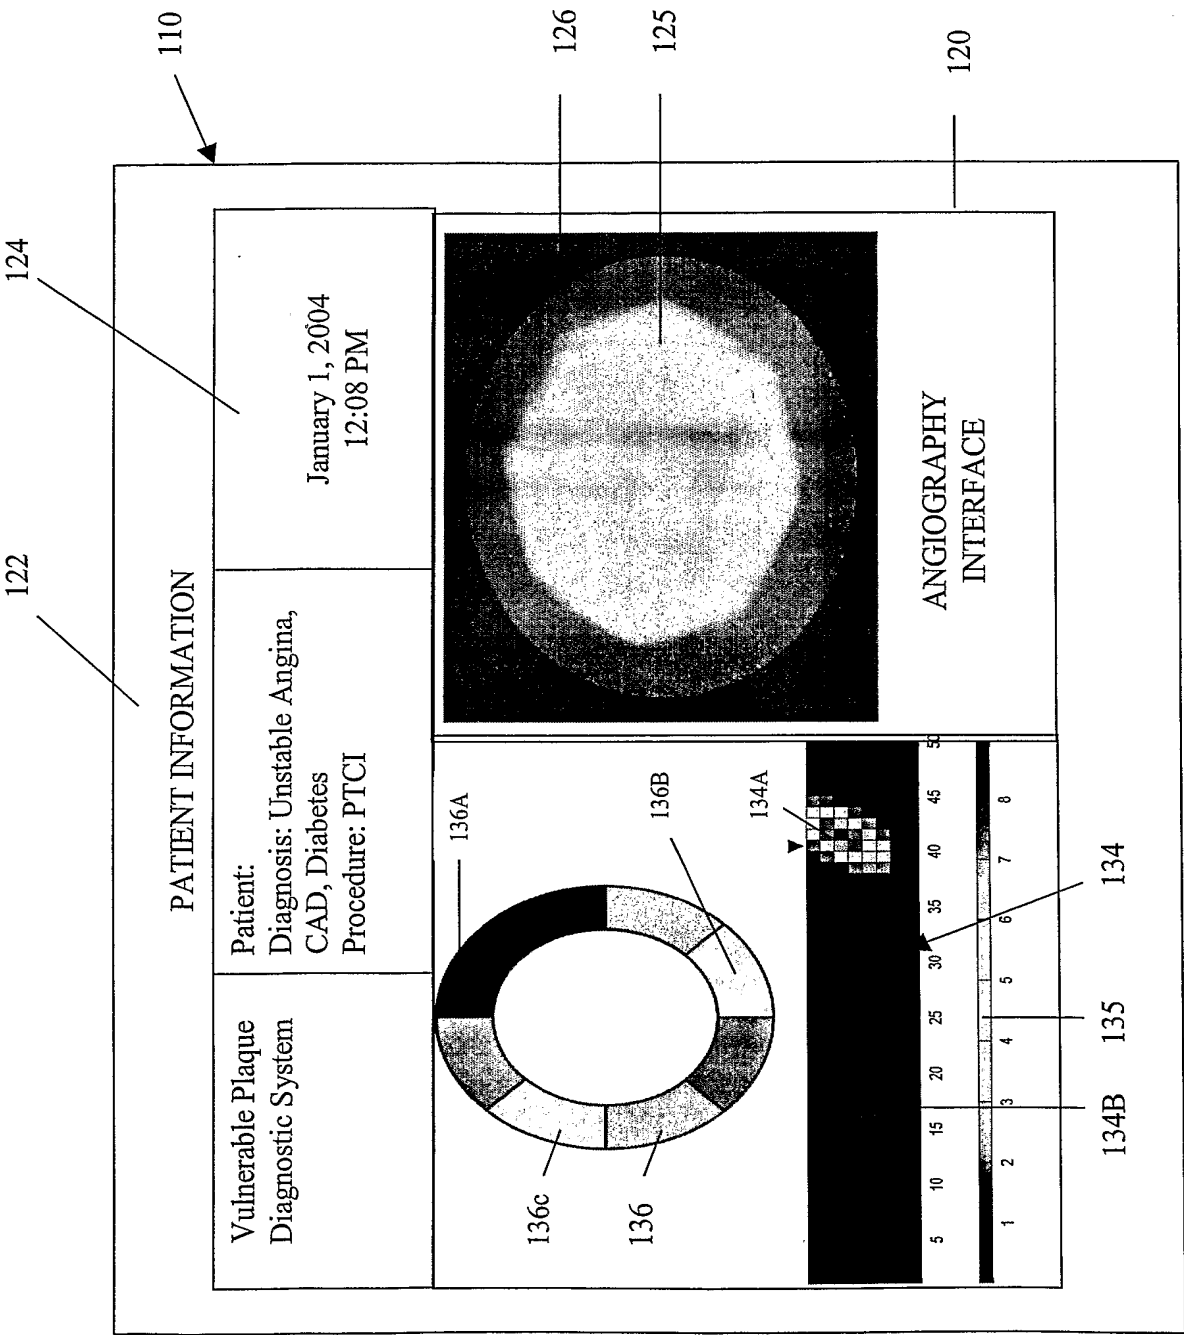 110
124
122
PATIENT INFORMATION
Vulnerable Plaque
Diagnostic System
Patient:
Diagnosis: Unstable Angina,
CAD, Diabetes
Procedure: PTCI
January 1, 2004
12:08 PM
126
125
120
136A
136B
134A
136c
136
5 10 15 20 25 30 35 40 45 50
1 2 3 4 5 6 7 8
134B
135
134
ANGIOGRAPHY
INTERFACE